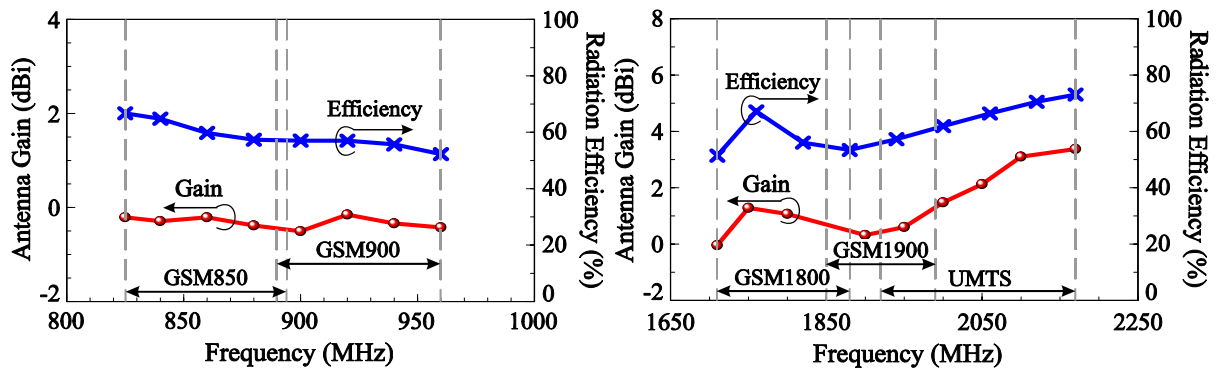 4
2
0
-2
Antenna Gain (dBi)
Efficiency
Gain
GSM900
GSM850
100
80
60
40
20
0
Radiation Efficiency (%)
800
850
900
950
1000
Frequency (MHz)
8
6
4
2
0
-2
Antenna Gain (dBi)
Efficiency
Gain
GSM1900
GSM1800
UMTS
100
80
60
40
20
0
Radiation Efficiency (%)
1650
1850
2050
2250
Frequency (MHz)